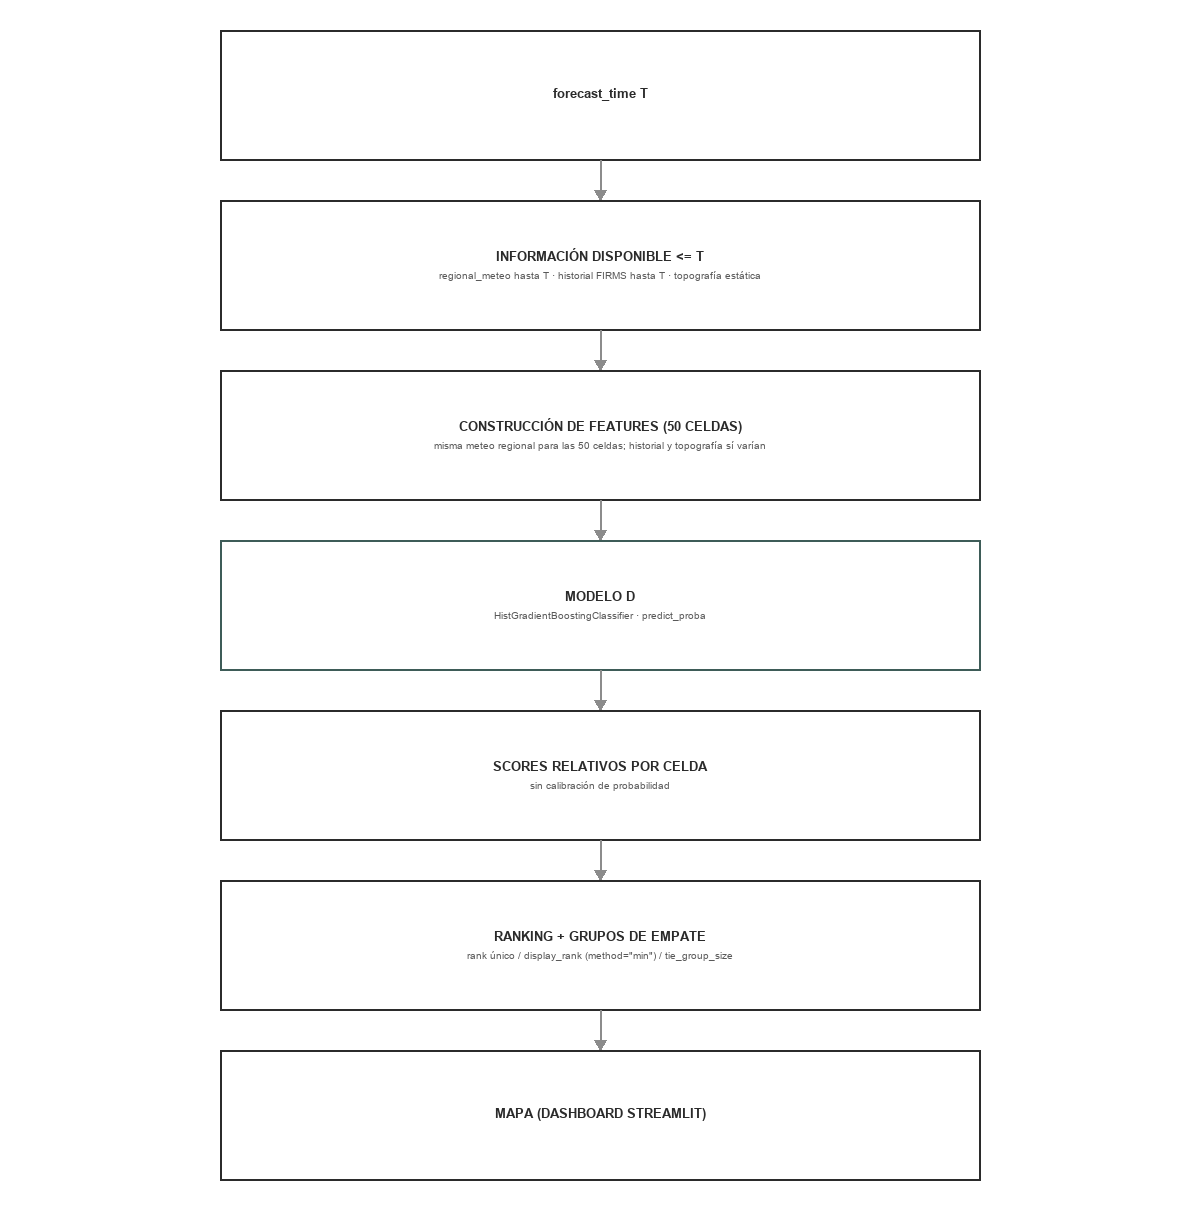 forecast_time T
INFORMACIÓN DISPONIBLE <= T
regional_meteo hasta T · historial FIRMS hasta T · topografía estática
CONSTRUCCIÓN DE FEATURES (50 CELDAS)
misma meteo regional para las 50 celdas; historial y topografía sí varían
MODELO D
HistGradientBoostingClassifier · predict_proba
SCORES RELATIVOS POR CELDA
sin calibración de probabilidad
RANKING + GRUPOS DE EMPATE
rank único / display_rank (method="min") / tie_group_size
MAPA (DASHBOARD STREAMLIT)